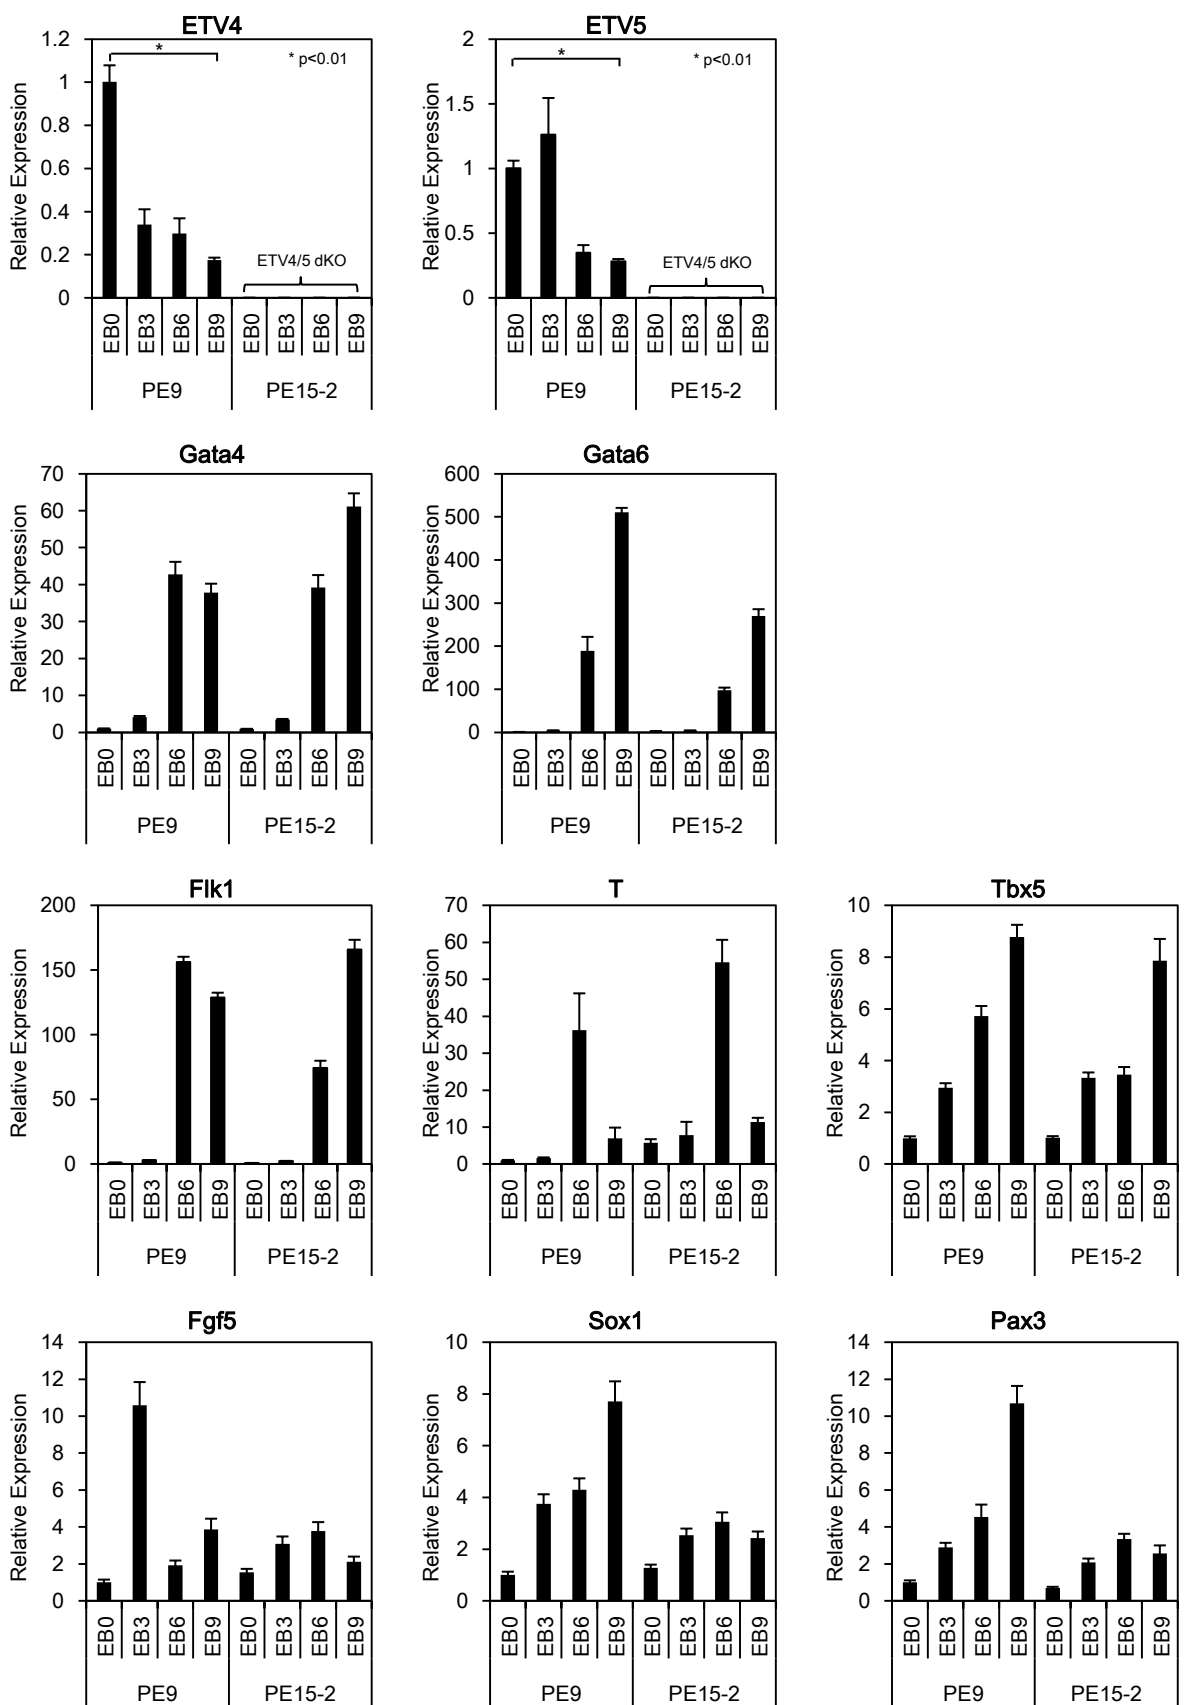 ETV4
Relative Expression
1.2
1
0.8
0.6
0.4
0.2
0
*
* p<0.01
ETV4/5 dKO
EB0 EB3 EB6 EB9 EB0 EB3 EB6 EB9
PE9 PE15-2
ETV5
Relative Expression
2
1.5
1
0.5
0
*
* p<0.01
ETV4/5 dKO
EB0 EB3 EB6 EB9 EB0 EB3 EB6 EB9
PE9 PE15-2
Gata4
Relative Expression
70
60
50
40
30
20
10
0
EB0 EB3 EB6 EB9 EB0 EB3 EB6 EB9
PE9 PE15-2
Gata6
Relative Expression
600
500
400
300
200
100
0
EB0 EB3 EB6 EB9 EB0 EB3 EB6 EB9
PE9 PE15-2
Flk1
Relative Expression
200
150
100
50
0
EB0 EB3 EB6 EB9 EB0 EB3 EB6 EB9
PE9 PE15-2
T
Relative Expression
70
60
50
40
30
20
10
0
EB0 EB3 EB6 EB9 EB0 EB3 EB6 EB9
PE9 PE15-2
Tbx5
Relative Expression
10
8
6
4
2
0
EB0 EB3 EB6 EB9 EB0 EB3 EB6 EB9
PE9 PE15-2
Fgf5
Relative Expression
14
12
10
8
6
4
2
0
EB0 EB3 EB6 EB9 EB0 EB3 EB6 EB9
PE9 PE15-2
Sox1
Relative Expression
10
8
6
4
2
0
EB0 EB3 EB6 EB9 EB0 EB3 EB6 EB9
PE9 PE15-2
Pax3
Relative Expression
14
12
10
8
6
4
2
0
EB0 EB3 EB6 EB9 EB0 EB3 EB6 EB9
PE9 PE15-2